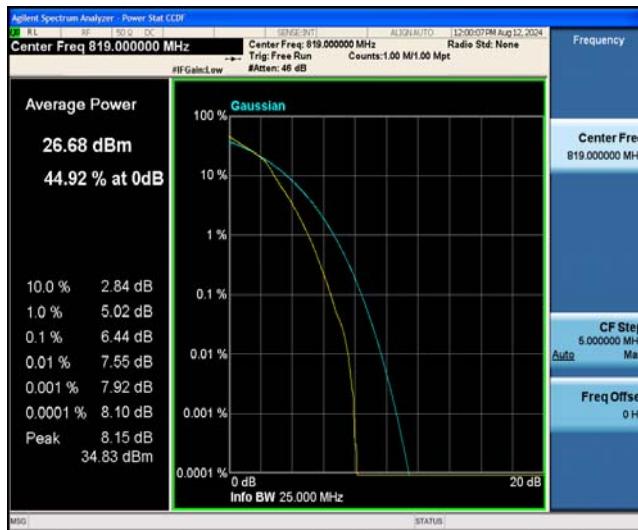 Agilent Spectrum Analyzer - Power Stat CCDF
RL RF 50 Ω DC SENSE:INT ALIGN AUTO 12:00:07 PM Aug 12, 2024
Center Freq 819.000000 MHz
Center Freq: 819.000000 MHz Radio Std: None
Trig: Free Run Counts:1.00 M/1.00 Mpt
#IFGain:Low #Atten: 46 dB
Frequency
Average Power
26.68 dBm
44.92 % at 0dB
10.0 % 2.84 dB
1.0 % 5.02 dB
0.1 % 6.44 dB
0.01 % 7.55 dB
0.001 % 7.92 dB
0.0001 % 8.10 dB
Peak 8.15 dB
34.83 dBm
Gaussian
100 %
10 %
1 %
0.1 %
0.01 %
0.001 %
0.0001 %
0 dB 20 dB
Info BW 25.000 MHz
Center Fre
819.000000 MH
CF Step
5.000000 MH
Auto Ma
Freq Offse
0 H
MSG STATUS